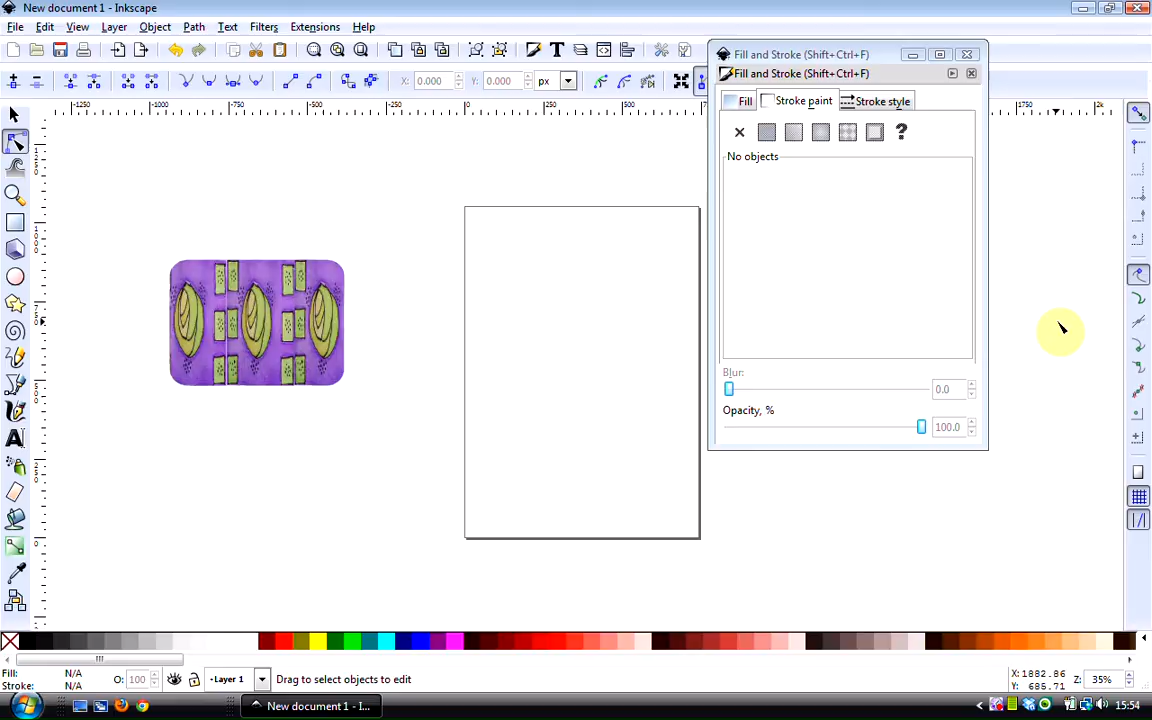 New document 1 - Inkscape
File Edit View Layer Object Path Text Filters Extensions Help
X: 0.000 Y: 0.000 px
Fill and Stroke (Shift+Ctrl+F)
Fill and Stroke (Shift+Ctrl+F)
Fill Stroke paint Stroke style
No objects
Blur:
0.0
Opacity, %
100.0
Fill: N/A
Stroke: N/A
O: 100
Layer 1
Drag to select objects to edit
X:1882.86
Y: 685.71
Z: 35%
New document 1 - I...
15:54